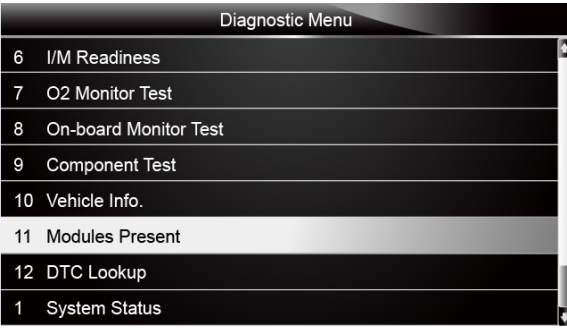 Diagnostic Menu
6 I/M Readiness
7 O2 Monitor Test
8 On-board Monitor Test
9 Component Test
10 Vehicle Info.
11 Modules Present
12 DTC Lookup
1 System Status